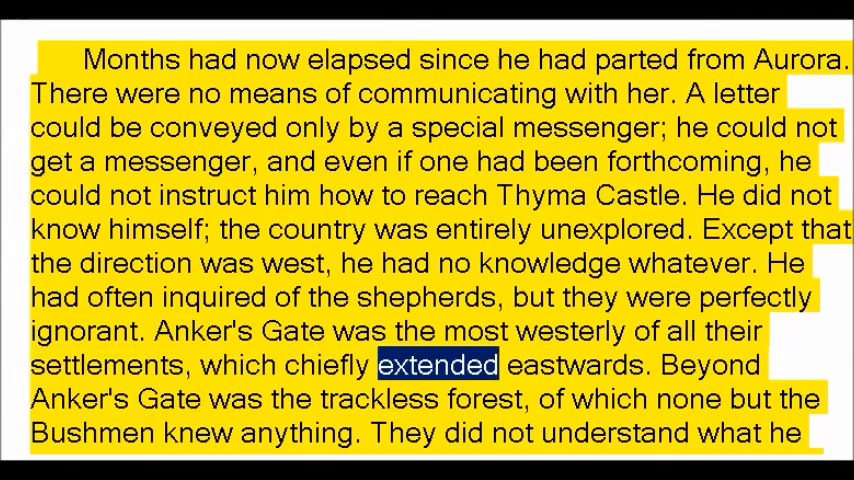 Months had now elapsed since he had parted from Aurora.
There were no means of communicating with her. A letter
could be conveyed only by a special messenger; he could not
get a messenger, and even if one had been forthcoming, he
could not instruct him how to reach Thyma Castle. He did not
know himself; the country was entirely unexplored. Except that
the direction was west, he had no knowledge whatever. He
had often inquired of the shepherds, but they were perfectly
ignorant. Anker's Gate was the most westerly of all their
settlements, which chiefly extended eastwards. Beyond
Anker's Gate was the trackless forest, of which none but the
Bushmen knew anything. They did not understand what he